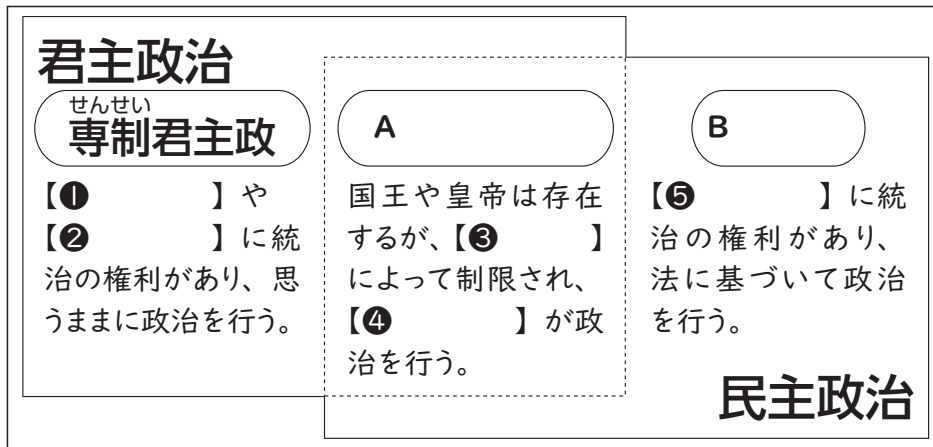 君主政治
せんせい
専制君主政
【❶ 】や
【❷ 】に統
治の権利があり、思
うままに政治を行う。
A
国王や皇帝は存在
するが、【❸ 】
によって制限され、
【❹ 】が政
治を行う。
B
【❺ 】に統
治の権利があり、
法に基づいて政治
を行う。
民主政治